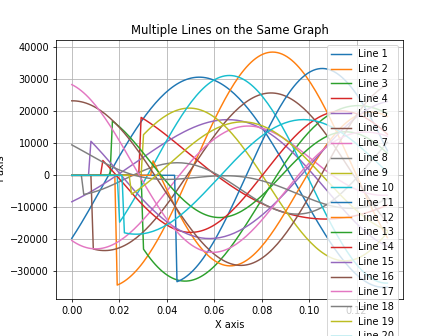 Multiple Lines on the Same Graph
40000
30000
20000
10000
0
−10000
−20000
−30000
0.00
0.02
0.04
0.06
0.08
0.10
X axis
Line 1
Line 2
Line 3
Line 4
Line 5
Line 6
Line 7
Line 8
Line 9
Line 10
Line 11
Line 12
Line 13
Line 14
Line 15
Line 16
Line 17
Line 18
Line 19
Line 20